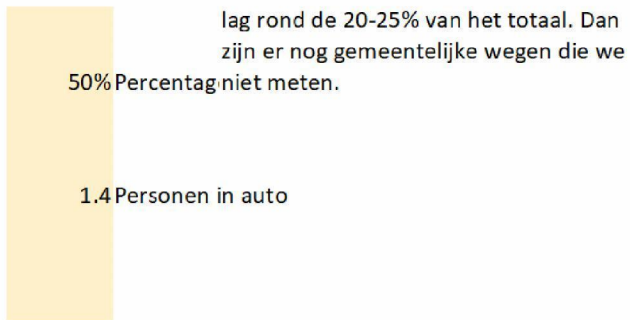 lag rond de 20-25% van het totaal. Dan
zijn er nog gemeentelijke wegen die we
50% Percentag niet meten.
1.4 Personen in auto